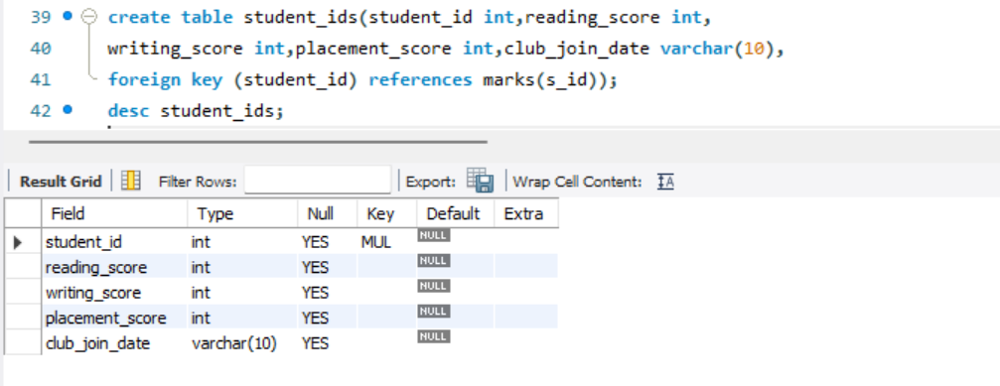 39 create table student_ids(student_id int,reading_score int,
40 writing_score int,placement_score int,club_join_date varchar(10),
41 foreign key (student_id) references marks(s_id));
42 desc student_ids;
Result Grid Filter Rows: Export: Wrap Cell Content: IA
Field Type Null Key Default Extra
student_id int YES MUL NULL
reading_score int YES NULL
writing_score int YES NULL
placement_score int YES NULL
club_join_date varchar(10) YES NULL